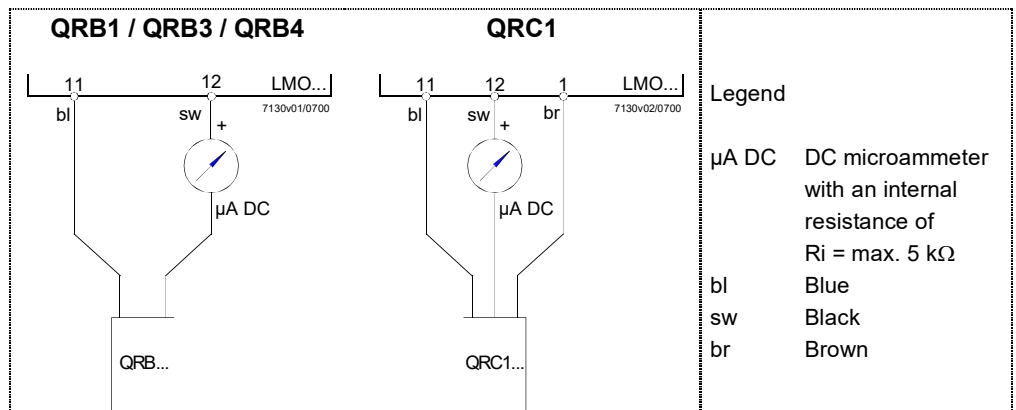 QRB1 / QRB3 / QRB4
11 12 LMO...
7130v01/0700
bl sw +
µA DC
QRB...
QRC1
11 12 1 LMO...
7130v02/0700
bl sw + br
µA DC
QRC1...
Legend
µA DC DC microammeter
with an internal
resistance of
Ri = max. 5 kΩ
bl Blue
sw Black
br Brown